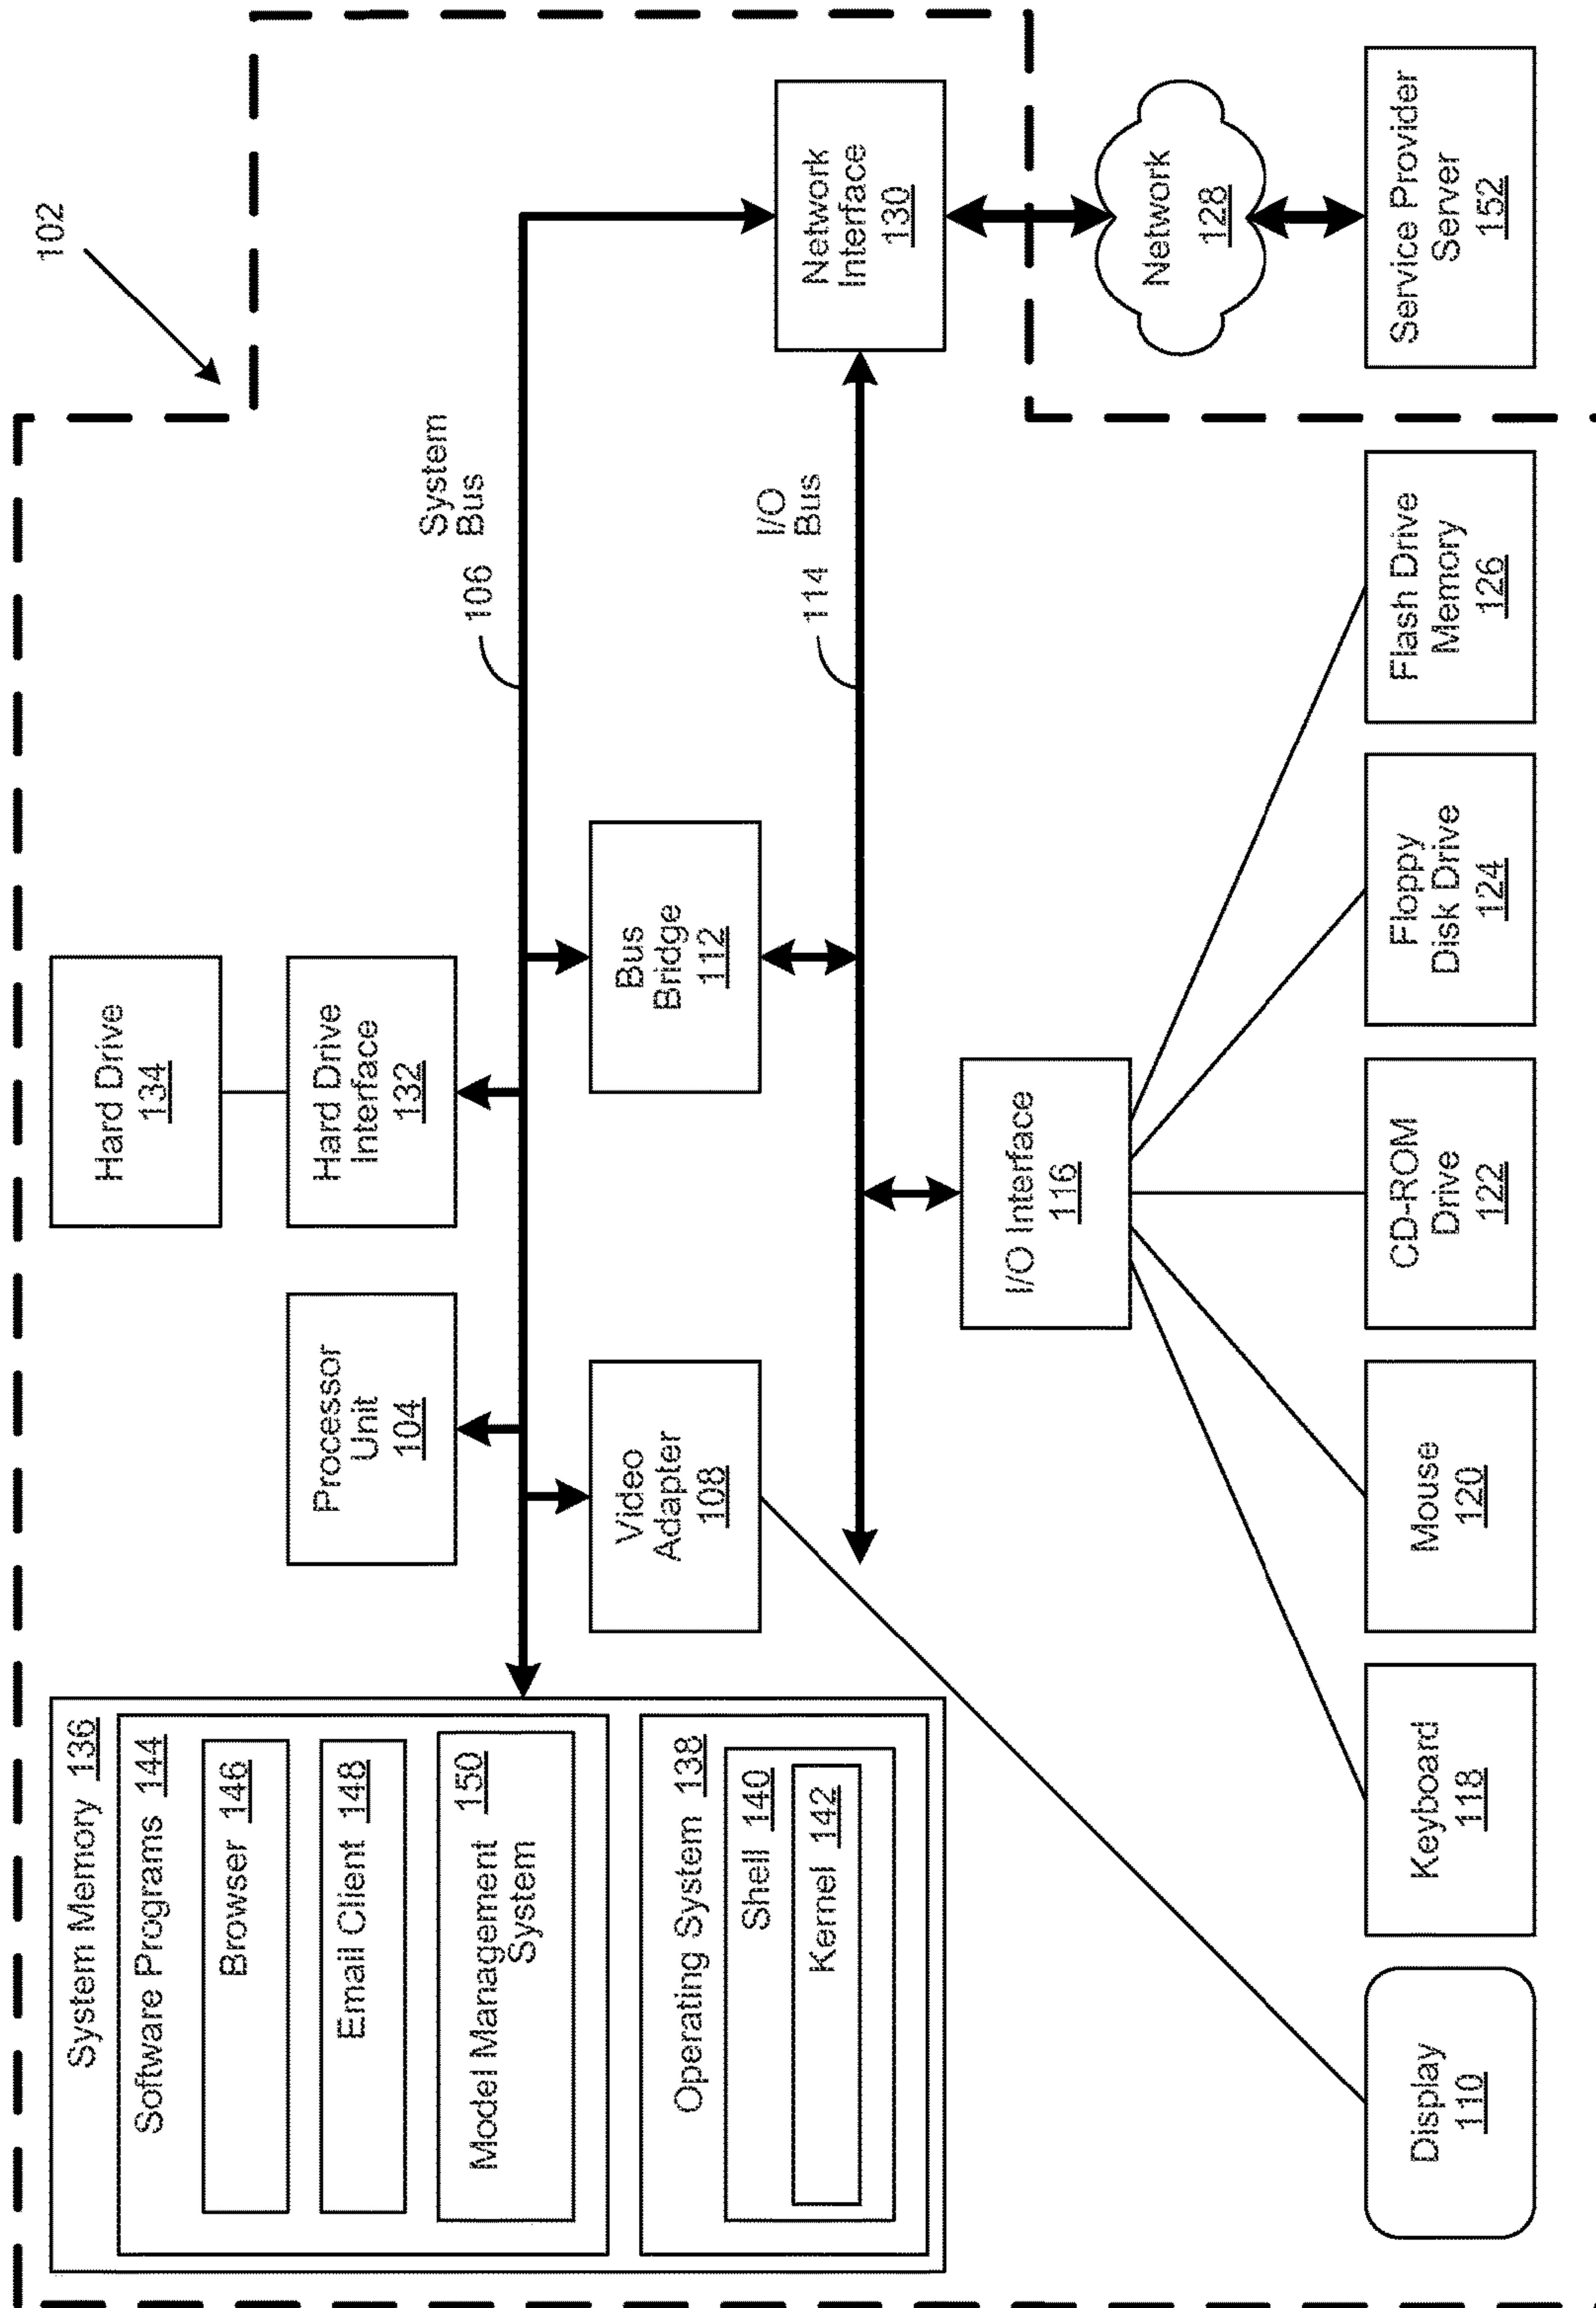 102
Hard Drive
134
Hard Drive
Interface
132
Processor
Unit
104
System Memory 136
Software Programs 144
Browser 146
Email Client 148
Model Management 150
System
Operating System 138
Shell 140
Kernel 142
System
Bus
106
Video
Adapter
108
Bus
Bridge
112
I/O
Bus
114
Network
Interface
130
I/O Interface
116
Network
128
Display
110
Keyboard
118
Mouse
120
CD-ROM
Drive
122
Floppy
Disk Drive
124
Flash Drive
Memory
126
Service Provider
Server
152